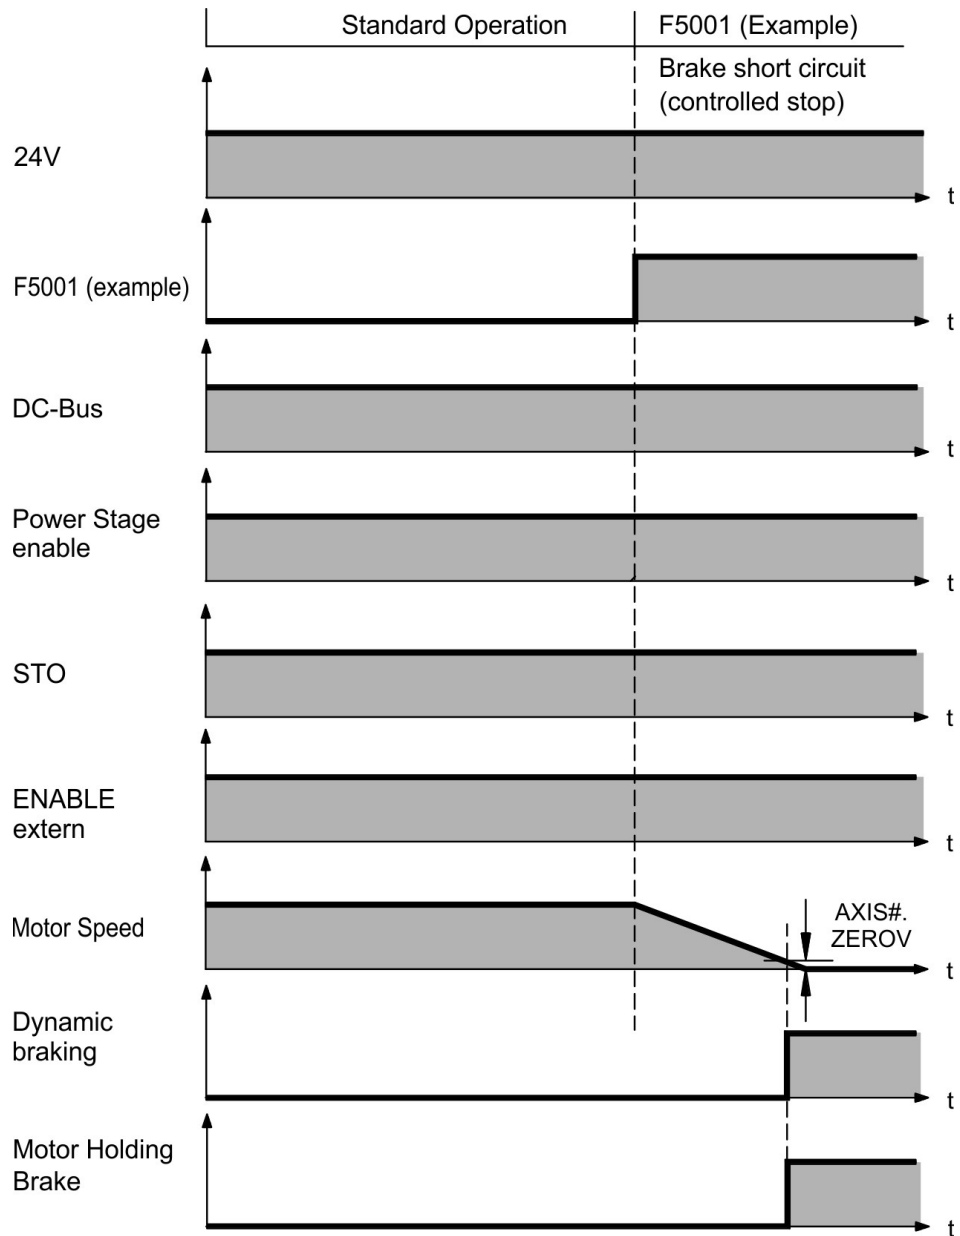 Standard Operation
F5001 (Example)
Brake short circuit
(controlled stop)
24V
t
F5001 (example)
t
DC-Bus
t
Power Stage
enable
t
STO
t
ENABLE
extern
t
Motor Speed
AXIS#.
ZEROV
t
Dynamic
braking
t
Motor Holding
Brake
t